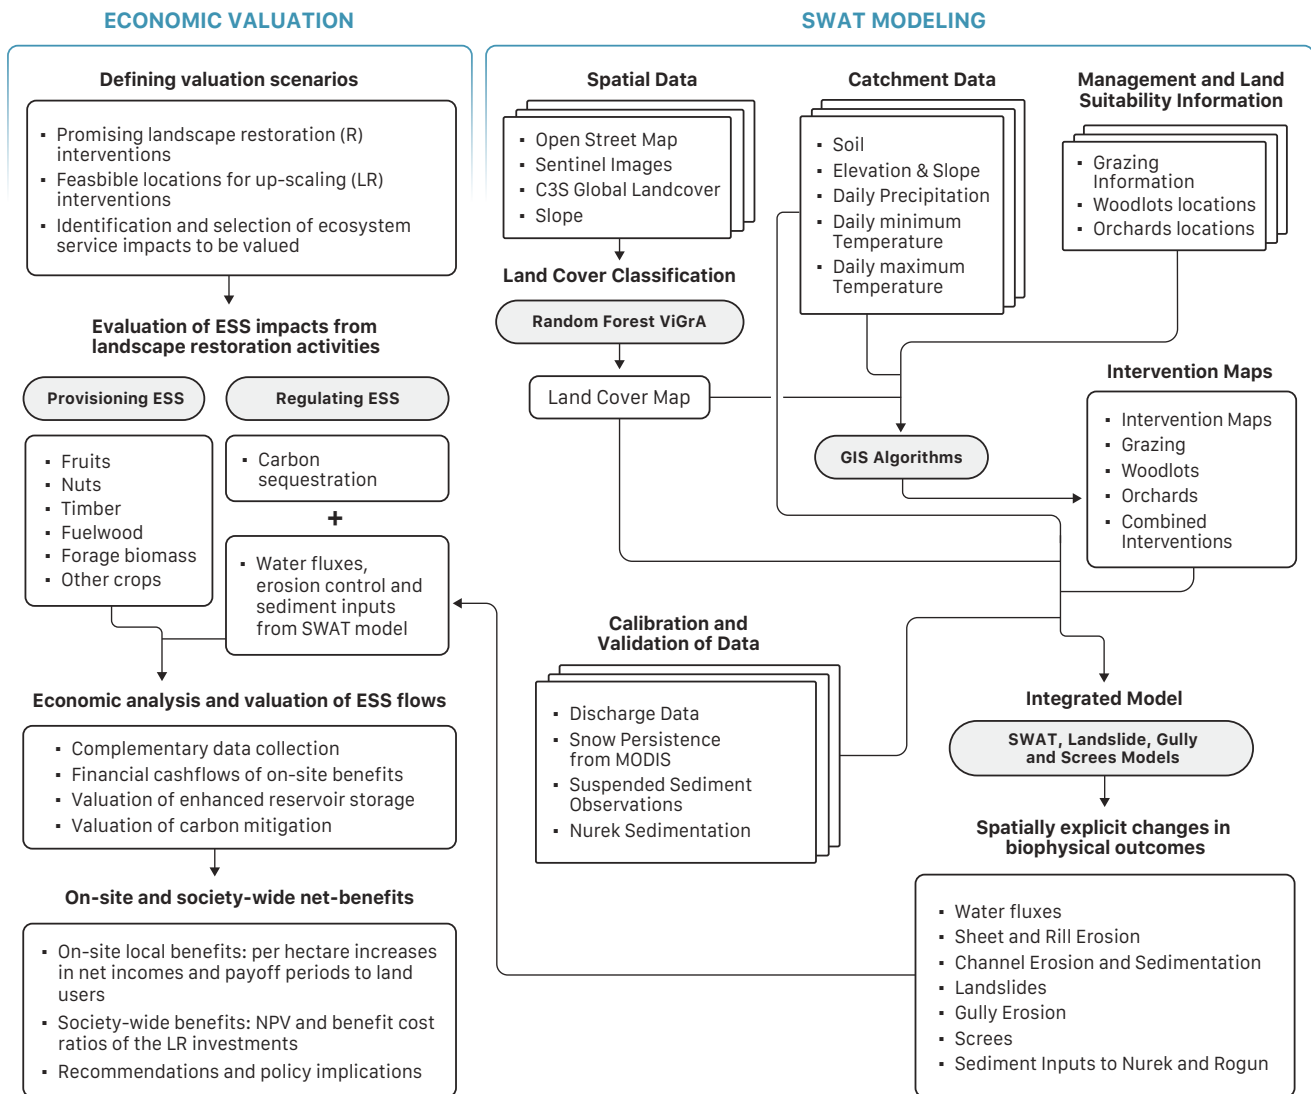 ECONOMIC VALUATION
Defining valuation scenarios
▪ Promising landscape restoration (R)
interventions
▪ Feasbible locations for up-scaling (LR)
interventions
▪ Identification and selection of ecosystem
service impacts to be valued
Evaluation of ESS impacts from
landscape restoration activities
Provisioning ESS
Regulating ESS
▪ Fruits
▪ Nuts
▪ Timber
▪ Fuelwood
▪ Forage biomass
▪ Other crops
▪ Carbon
sequestration
+
▪ Water fluxes,
erosion control and
sediment inputs
from SWAT model
Economic analysis and valuation of ESS flows
▪ Complementary data collection
▪ Financial cashflows of on-site benefits
▪ Valuation of enhanced reservoir storage
▪ Valuation of carbon mitigation
On-site and society-wide net-benefits
▪ On-site local benefits: per hectare increases
in net incomes and payoff periods to land
users
▪ Society-wide benefits: NPV and benefit cost
ratios of the LR investments
▪ Recommendations and policy implications
SWAT MODELING
Spatial Data
▪ Open Street Map
▪ Sentinel Images
▪ C3S Global Landcover
▪ Slope
Land Cover Classification
Random Forest ViGrA
Land Cover Map
Catchment Data
▪ Soil
▪ Elevation & Slope
▪ Daily Precipitation
▪ Daily minimum
Temperature
▪ Daily maximum
Temperature
Management and Land
Suitability Information
▪ Grazing
Information
▪ Woodlots locations
▪ Orchards locations
GIS Algorithms
Intervention Maps
▪ Intervention Maps
▪ Grazing
▪ Woodlots
▪ Orchards
▪ Combined
Interventions
Calibration and
Validation of Data
▪ Discharge Data
▪ Snow Persistence
from MODIS
▪ Suspended Sediment
Observations
▪ Nurek Sedimentation
Integrated Model
SWAT, Landslide, Gully
and Screes Models
Spatially explicit changes in
biophysical outcomes
▪ Water fluxes
▪ Sheet and Rill Erosion
▪ Channel Erosion and Sedimentation
▪ Landslides
▪ Gully Erosion
▪ Screes
▪ Sediment Inputs to Nurek and Rogun